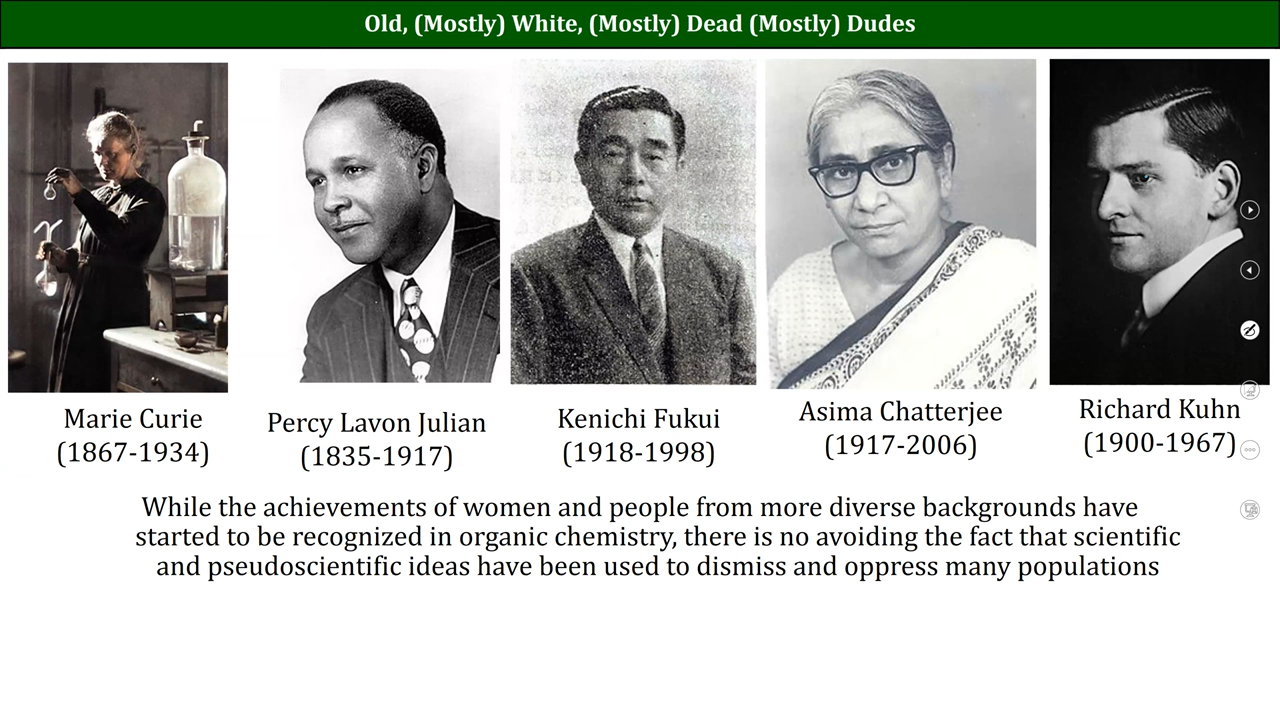 Old, (Mostly) White, (Mostly) Dead (Mostly) Dudes
Marie Curie
(1867-1934)
Percy Lavon Julian
(1835-1917)
Kenichi Fukui
(1918-1998)
Asima Chatterjee
(1917-2006)
Richard Kuhn
(1900-1967)
While the achievements of women and people from more diverse backgrounds have
started to be recognized in organic chemistry, there is no avoiding the fact that scientific
and pseudoscientific ideas have been used to dismiss and oppress many populations